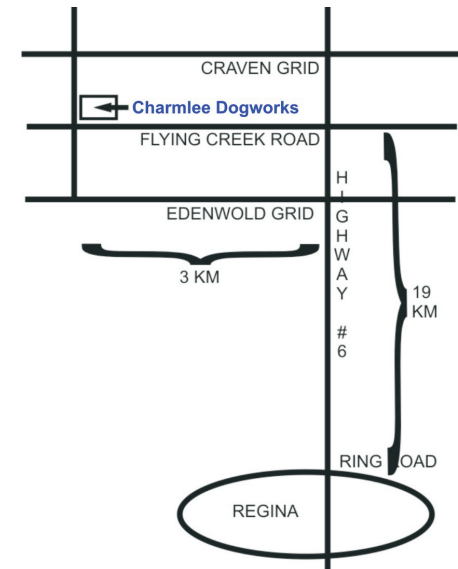 CRAVEN GRID
Charmlee Dogworks
FLYING CREEK ROAD
HIGHWAY #6
EDENWOLD GRID
3 KM
19
KM
RING ROAD
REGINA